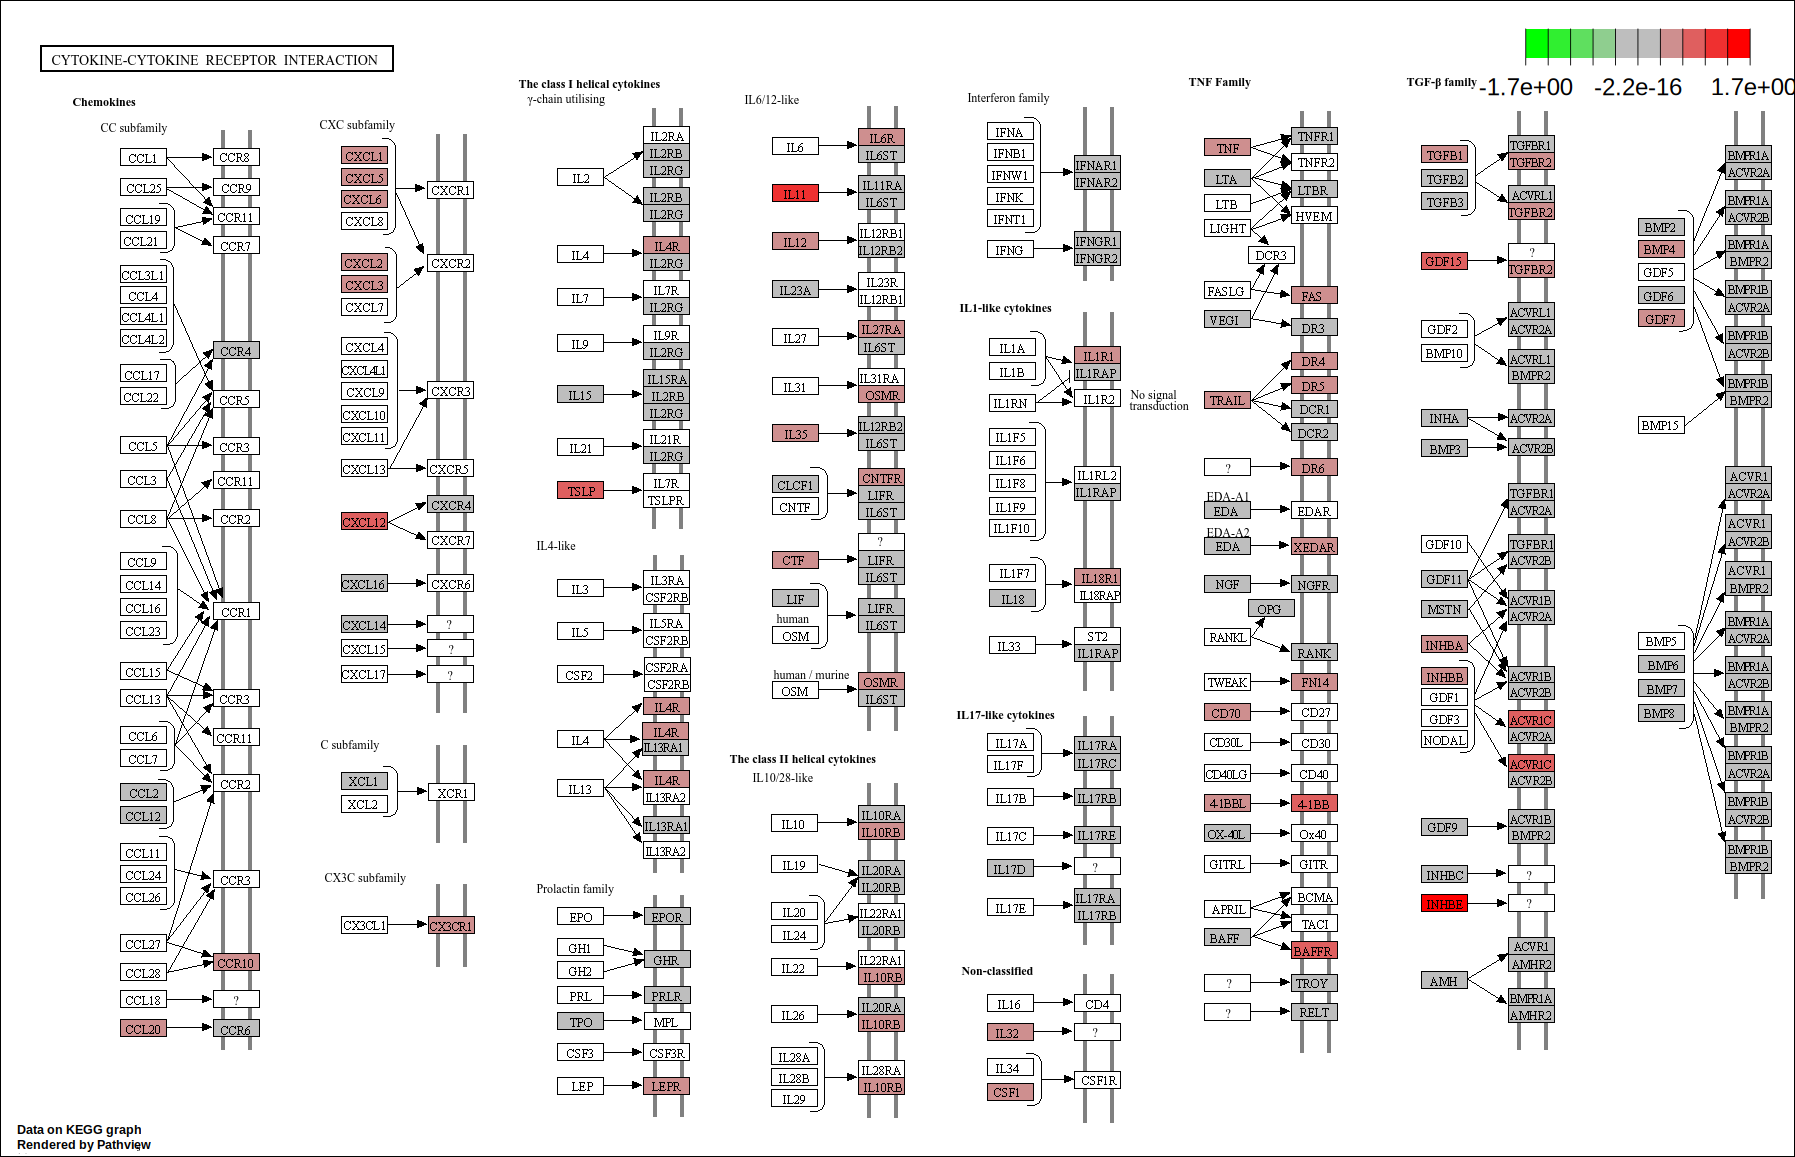 CYTOKINE-CYTOKINE RECEPTOR INTERACTION
-1.7e+00 -2.2e-16 1.7e+00
Chemokines
CC subfamily
CCL1
CCL25
CCL19
CCL21
CCL3L1
CCL4
CCL4L1
CCL4L2
CCL17
CCL22
CCL5
CCL3
CCL8
CCL9
CCL14
CCL16
CCL23
CCL15
CCL13
CCL6
CCL7
CCL2
CCL12
CCL11
CCL24
CCL26
CCL27
CCL28
CCL18
CCL20
CCR8
CCR9
CCR11
CCR7
CCR4
CCR5
CCR3
CCR11
CCR2
CCR1
CCR3
CCR11
CCR2
CCR3
CCR10
?
CCR6
CXC subfamily
CXCL1
CXCL5
CXCL6
CXCL8
CXCL2
CXCL3
CXCL7
CXCL4
CXCL4L1
CXCL9
CXCL10
CXCL11
CXCL13
CXCL12
CXCL16
CXCL14
CXCL15
CXCL17
CXCR1
CXCR2
CXCR3
CXCR5
CXCR4
CXCR7
CXCR6
?
?
?
C subfamily
XCL1
XCL2
XCR1
CX3C subfamily
CX3CL1
CX3CR1
The class I helical cytokines
γ-chain utilising
IL2
IL4
IL7
IL9
IL15
IL21
TSLP
IL2RA
IL2RB
IL2RG
IL2RB
IL2RG
IL4R
IL2RG
IL7R
IL2RG
IL9R
IL2RG
IL15RA
IL2RB
IL2RG
IL21R
IL2RG
IL7R
TSLPR
IL4-like
IL3
IL5
CSF2
IL4
IL13
IL3RA
CSF2RB
IL5RA
CSF2RB
CSF2RA
CSF2RB
IL4R
IL4R
IL13RA1
IL4R
IL13RA2
IL13RA1
IL13RA2
Prolactin family
EPO
GH1
GH2
PRL
TPO
CSF3
LEP
EPOR
GHR
PRLR
MPL
CSF3R
LEPR
IL6/12-like
IL6
IL11
IL12
IL23A
IL27
IL31
IL35
CLCF1
CNTF
CTF
LIF
human
OSM
human / murine
OSM
IL6R
IL6ST
IL11RA
IL6ST
IL12RB1
IL12RB2
IL23R
IL12RB1
IL27RA
IL6ST
IL31RA
OSMR
IL12RB2
IL6ST
CNTFR
LIFR
IL6ST
?
LIFR
IL6ST
LIFR
IL6ST
OSMR
IL6ST
The class II helical cytokines
IL10/28-like
IL10
IL19
IL20
IL24
IL22
IL26
IL28A
IL28B
IL29
IL10RA
IL10RB
IL20RA
IL20RB
IL22RA1
IL20RB
IL22RA1
IL10RB
IL20RA
IL10RB
IL28RA
IL10RB
Interferon family
IFNA
IFNB1
IFNW1
IFNK
IFNT1
IFNG
IFNAR1
IFNAR2
IFNGR1
IFNGR2
IL1-like cytokines
IL1A
IL1B
IL1RN
IL1F5
IL1F6
IL1F8
IL1F9
IL1F10
IL1F7
IL18
IL33
IL1R1
IL1RAP
IL1R2
No signal
transduction
IL1RL2
IL1RAP
IL18R1
IL18RAP
ST2
IL1RAP
IL17-like cytokines
IL17A
IL17F
IL17B
IL17C
IL17D
IL17E
IL17RA
IL17RC
IL17RB
IL17RE
?
IL17RA
IL17RB
Non-classified
IL16
IL32
IL34
CSF1
CD4
?
CSF1R
TNF Family
TNF
LTA
LTB
LIGHT
DCR3
FASLG
VEGI
TRAIL
?
EDA-A1
EDA
EDA-A2
EDA
NGF
OPG
RANKL
TWEAK
CD70
CD30L
CD40LG
4-1BBL
OX-40L
GITRL
APRIL
BAFF
?
?
TNFR1
TNFR2
LTBR
HVEM
FAS
DR3
DR4
DR5
DCR1
DCR2
DR6
EDAR
XEDAR
NGFR
RANK
FN14
CD27
CD30
CD40
4-1BB
Ox40
GITR
BCMA
TACI
BAFFR
TROY
RELT
TGF-β family
TGFB1
TGFB2
TGFB3
GDF15
GDF2
BMP10
INHA
BMP3
GDF10
GDF11
MSTN
INHBA
INHBB
GDF1
GDF3
NODAL
GDF9
INHBC
INHBE
AMH
TGFBR1
TGFBR2
ACVRL1
TGFBR2
?
TGFBR2
ACVRL1
ACVR2A
ACVRL1
BMPR2
ACVR2A
ACVR2B
TGFBR1
ACVR2A
TGFBR1
ACVR2B
ACVR1B
ACVR2A
ACVR1B
ACVR2B
ACVR1C
ACVR2A
ACVR1C
ACVR2B
ACVR1B
BMPR2
?
?
ACVR1
AMHR2
BMPR1A
AMHR2
BMP2
BMP4
GDF5
GDF6
GDF7
BMP15
BMP5
BMP6
BMP7
BMP8
BMPR1A
ACVR2A
BMPR1A
ACVR2B
BMPR1A
BMPR2
BMPR1B
ACVR2A
BMPR1B
ACVR2B
BMPR1B
BMPR2
ACVR1
ACVR2A
ACVR1
ACVR2B
ACVR1
BMPR2
BMPR1A
ACVR2A
BMPR1A
ACVR2B
BMPR1A
BMPR2
BMPR1B
ACVR2A
BMPR1B
ACVR2B
BMPR1B
BMPR2
Data on KEGG graph
Rendered by Pathview